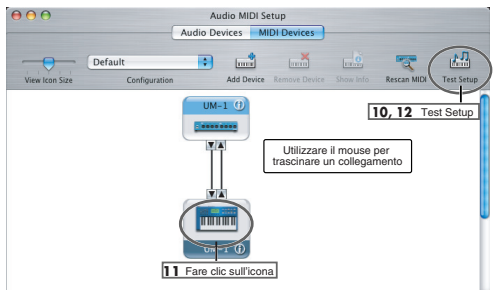 Audio MIDI Setup
Audio Devices MIDI Devices
Default
View Icon Size Configuration Add Device Remove Device Show Info Rescan MIDI Test Setup
10, 12 Test Setup
UM-1 i
Utilizzare il mouse per
trascinare un collegamento
UM-1 i
11 Fare clic sull'icona